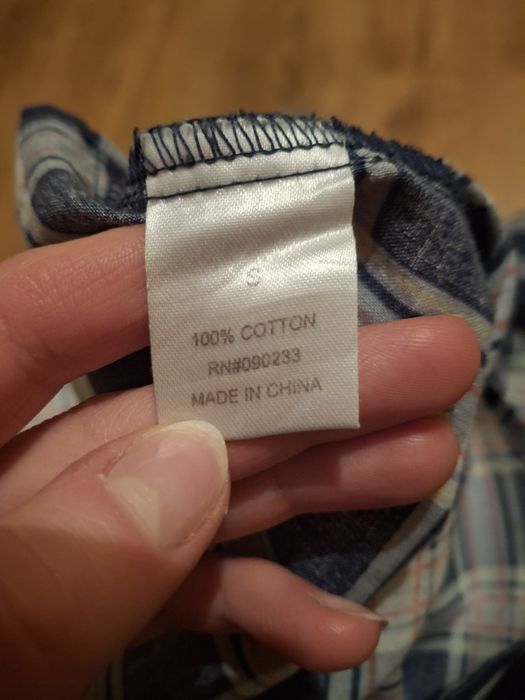 S
100% COTTON
RN#090233
MADE IN CHINA